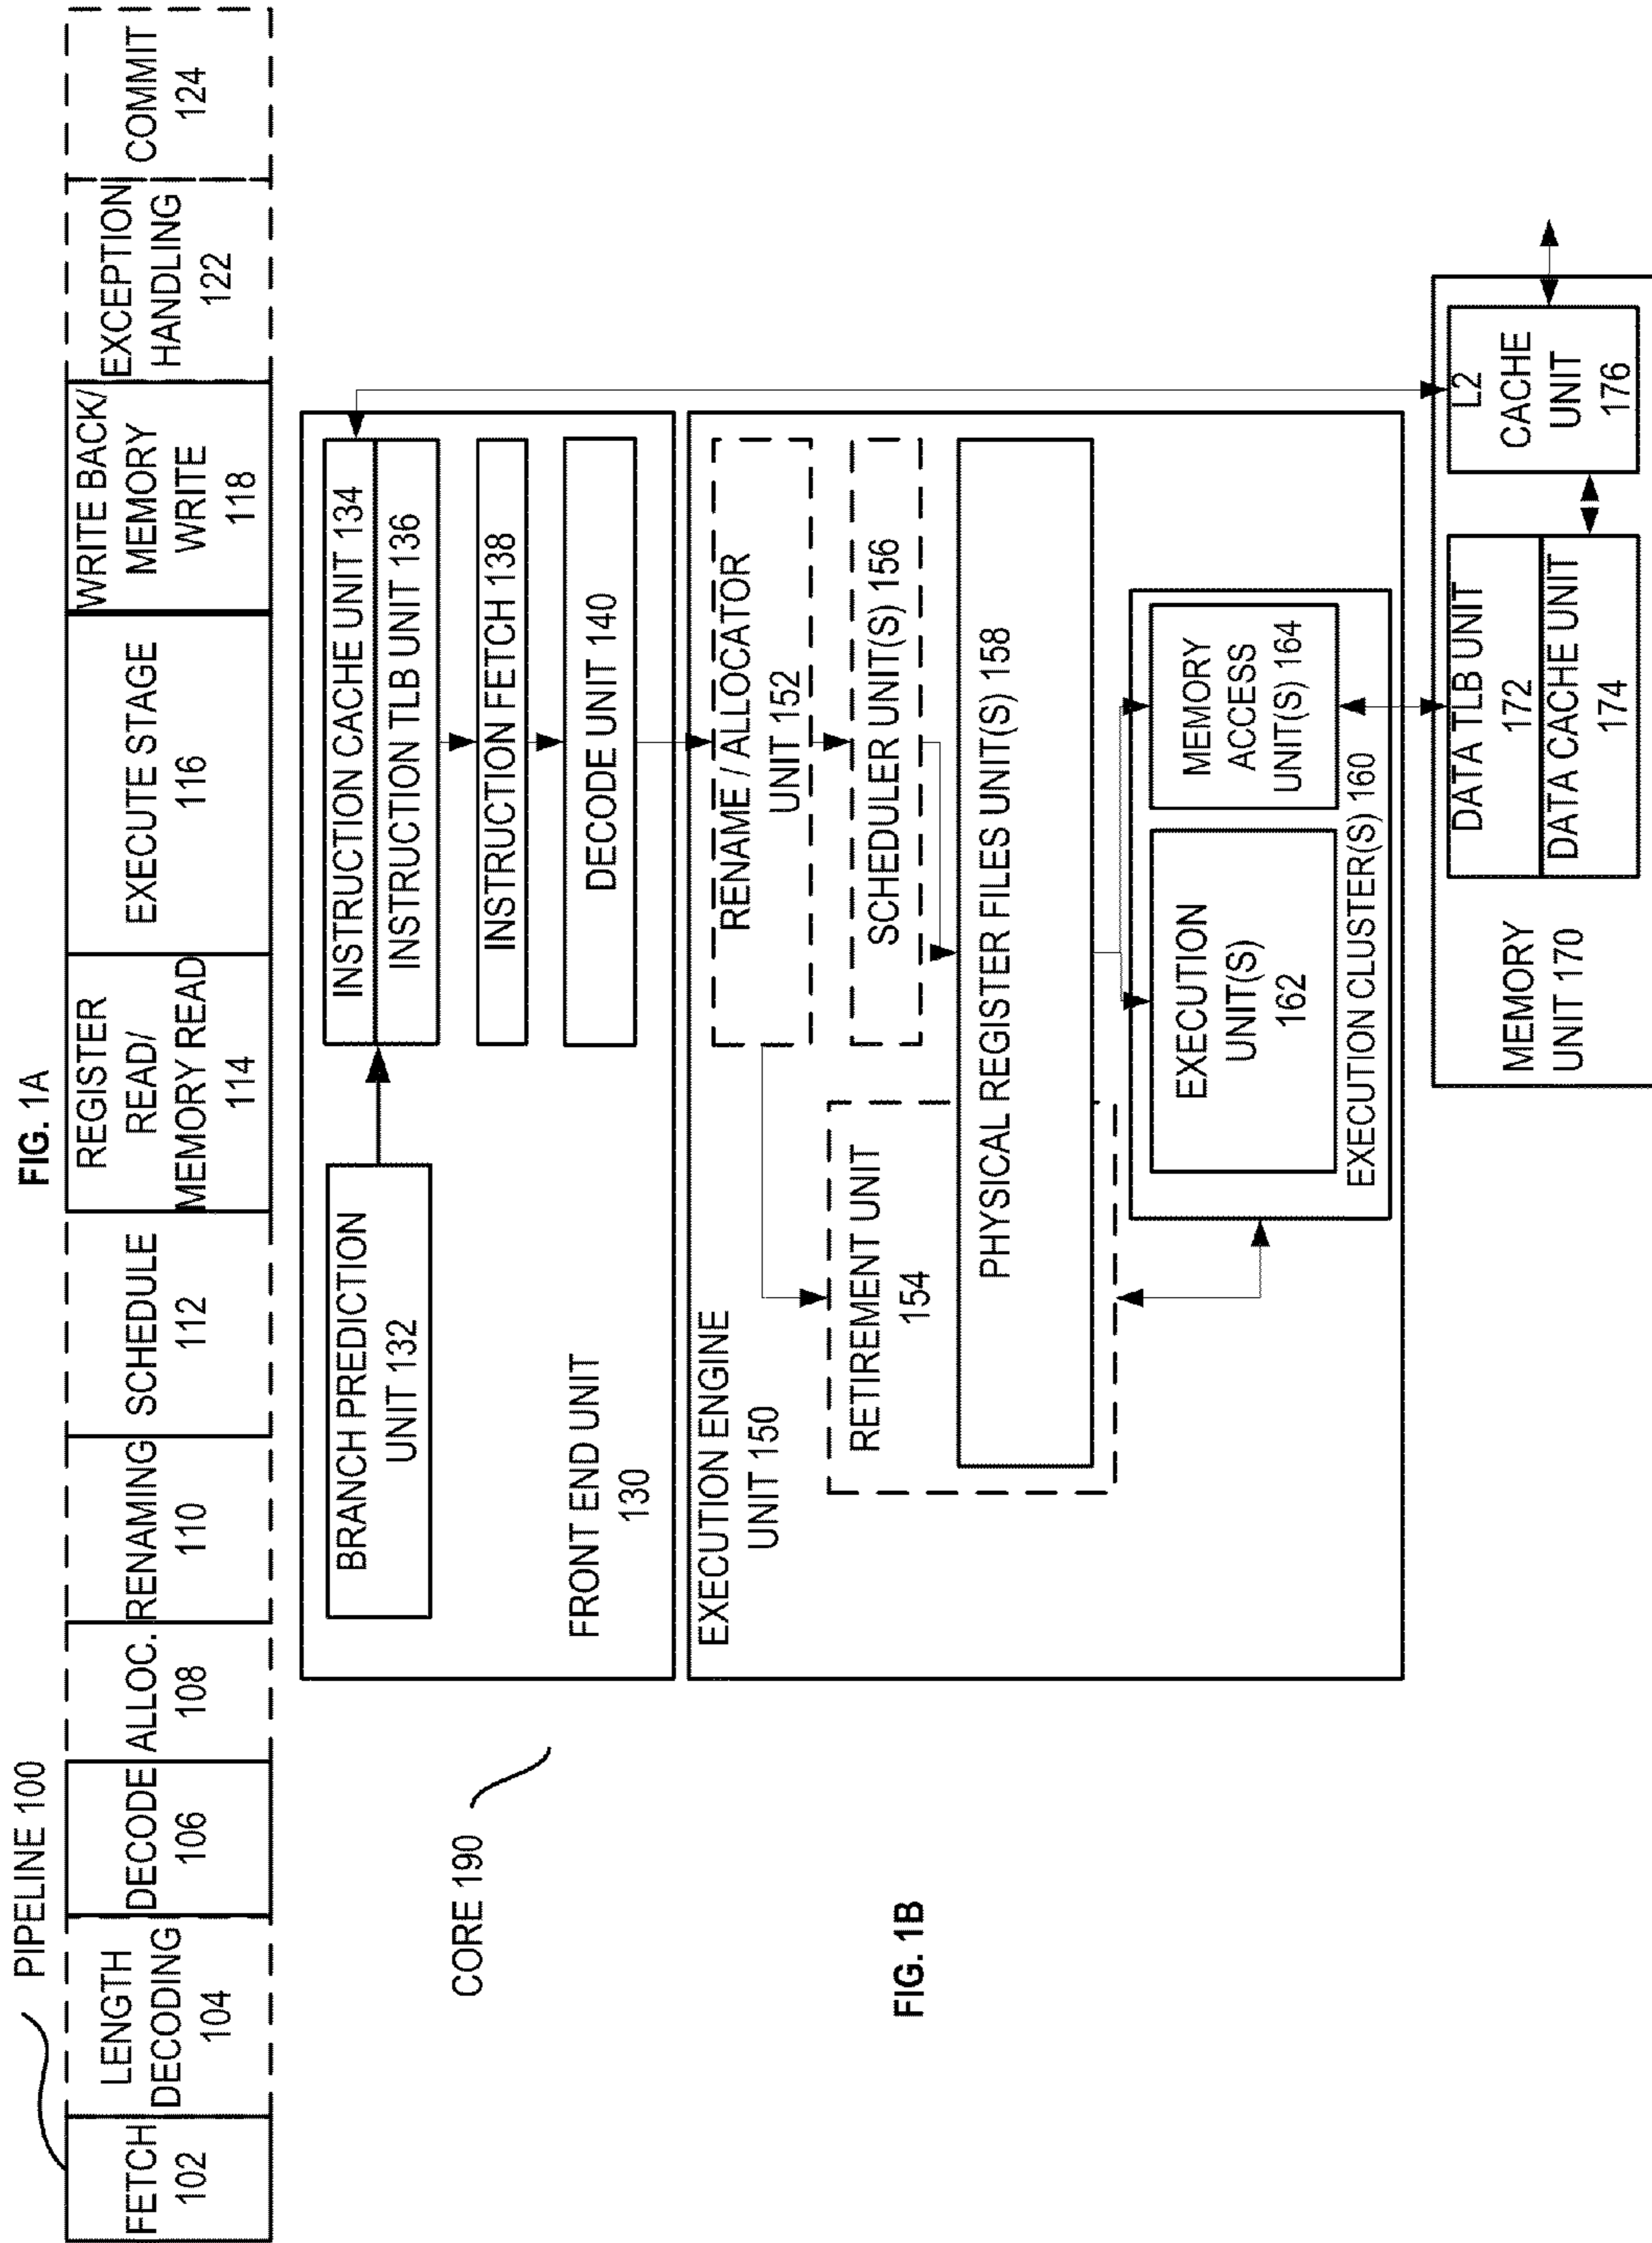 FIG. 1A
PIPELINE 100
FETCH
102
LENGTH
DECODING
104
DECODE
106
ALLOC.
108
RENAMING
110
SCHEDULE
112
REGISTER
READ/
MEMORY READ
114
EXECUTE STAGE
116
WRITE BACK/
MEMORY
WRITE
118
EXCEPTION
HANDLING
122
COMMIT
124
CORE 190
BRANCH PREDICTION
UNIT 132
INSTRUCTION CACHE UNIT 134
INSTRUCTION TLB UNIT 136
INSTRUCTION FETCH 138
DECODE UNIT 140
FRONT END UNIT
130
EXECUTION ENGINE
UNIT 150
RENAME / ALLOCATOR
UNIT 152
RETIREMENT UNIT
154
SCHEDULER UNIT(S) 156
PHYSICAL REGISTER FILES UNIT(S) 158
EXECUTION
UNIT(S)
162
MEMORY
ACCESS
UNIT(S) 164
EXECUTION CLUSTER(S) 160
MEMORY
UNIT 170
DATA TLB UNIT
172
DATA CACHE UNIT
174
L2
CACHE
UNIT
176
FIG. 1B